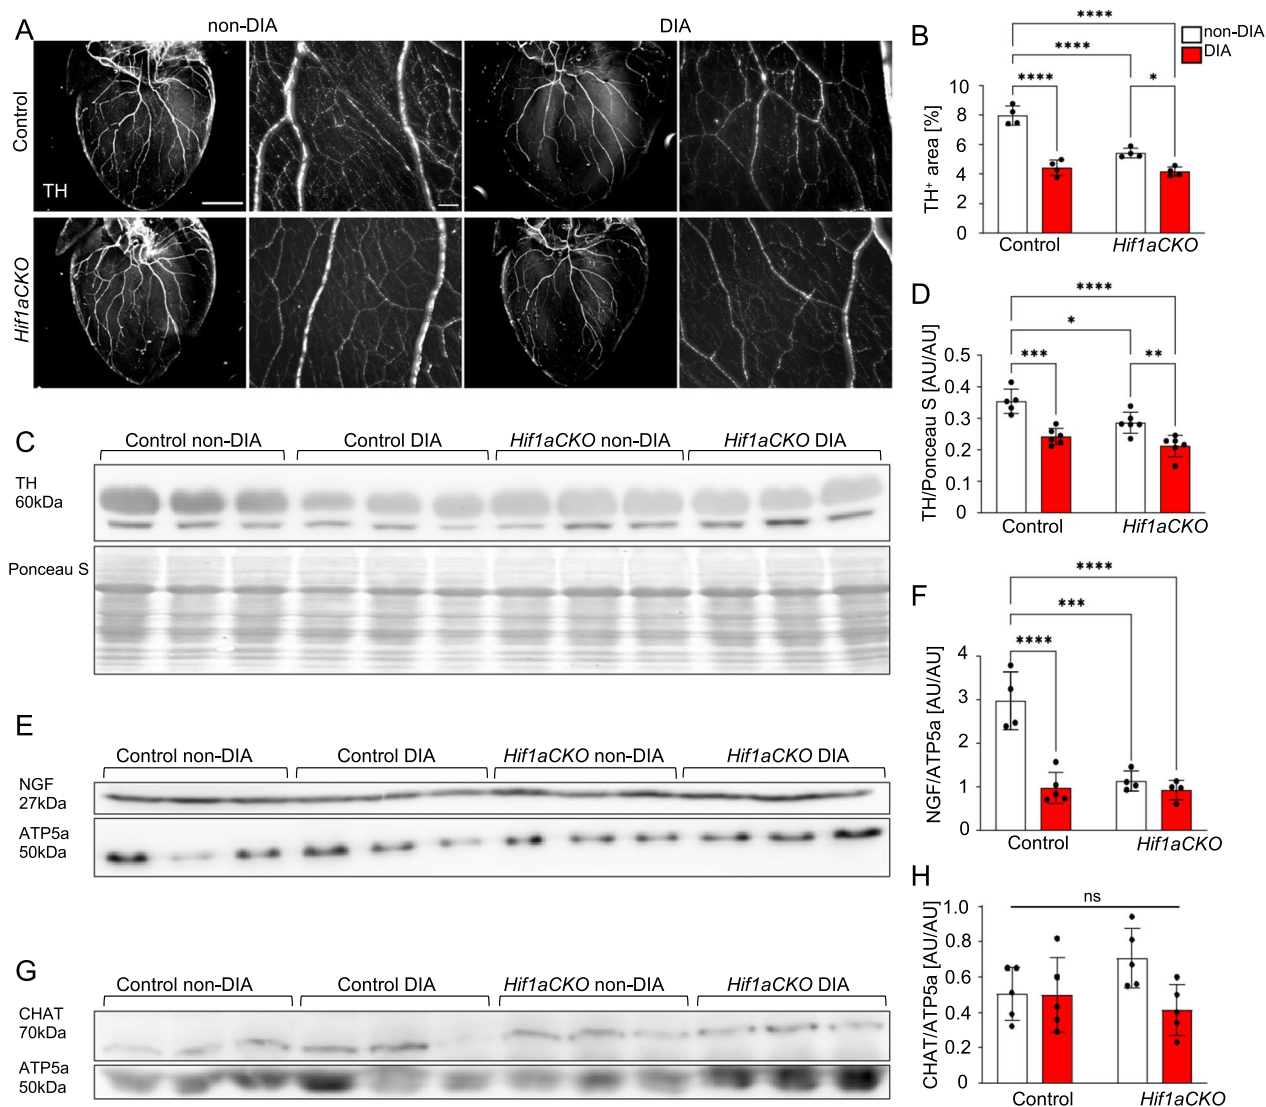 A
non-DIA
DIA
Control
TH
Hif1aCKO
B
non-DIA
DIA
****
****
****
*
TH⁺ area [%]
10
8
6
4
2
0
Control
Hif1aCKO
C
Control non-DIA
Control DIA
Hif1aCKO non-DIA
Hif1aCKO DIA
TH
60kDa
Ponceau S
D
****
*
***
**
TH/Ponceau S [AU/AU]
0.5
0.4
0.3
0.2
0.1
0
Control
Hif1aCKO
E
Control non-DIA
Control DIA
Hif1aCKO non-DIA
Hif1aCKO DIA
NGF
27kDa
ATP5a
50kDa
F
****
***
****
NGF/ATP5a [AU/AU]
4
3
2
1
0
Control
Hif1aCKO
G
Control non-DIA
Control DIA
Hif1aCKO non-DIA
Hif1aCKO DIA
CHAT
70kDa
ATP5a
50kDa
H
ns
CHAT/ATP5a [AU/AU]
1.0
0.8
0.6
0.4
0.2
0
Control
Hif1aCKO